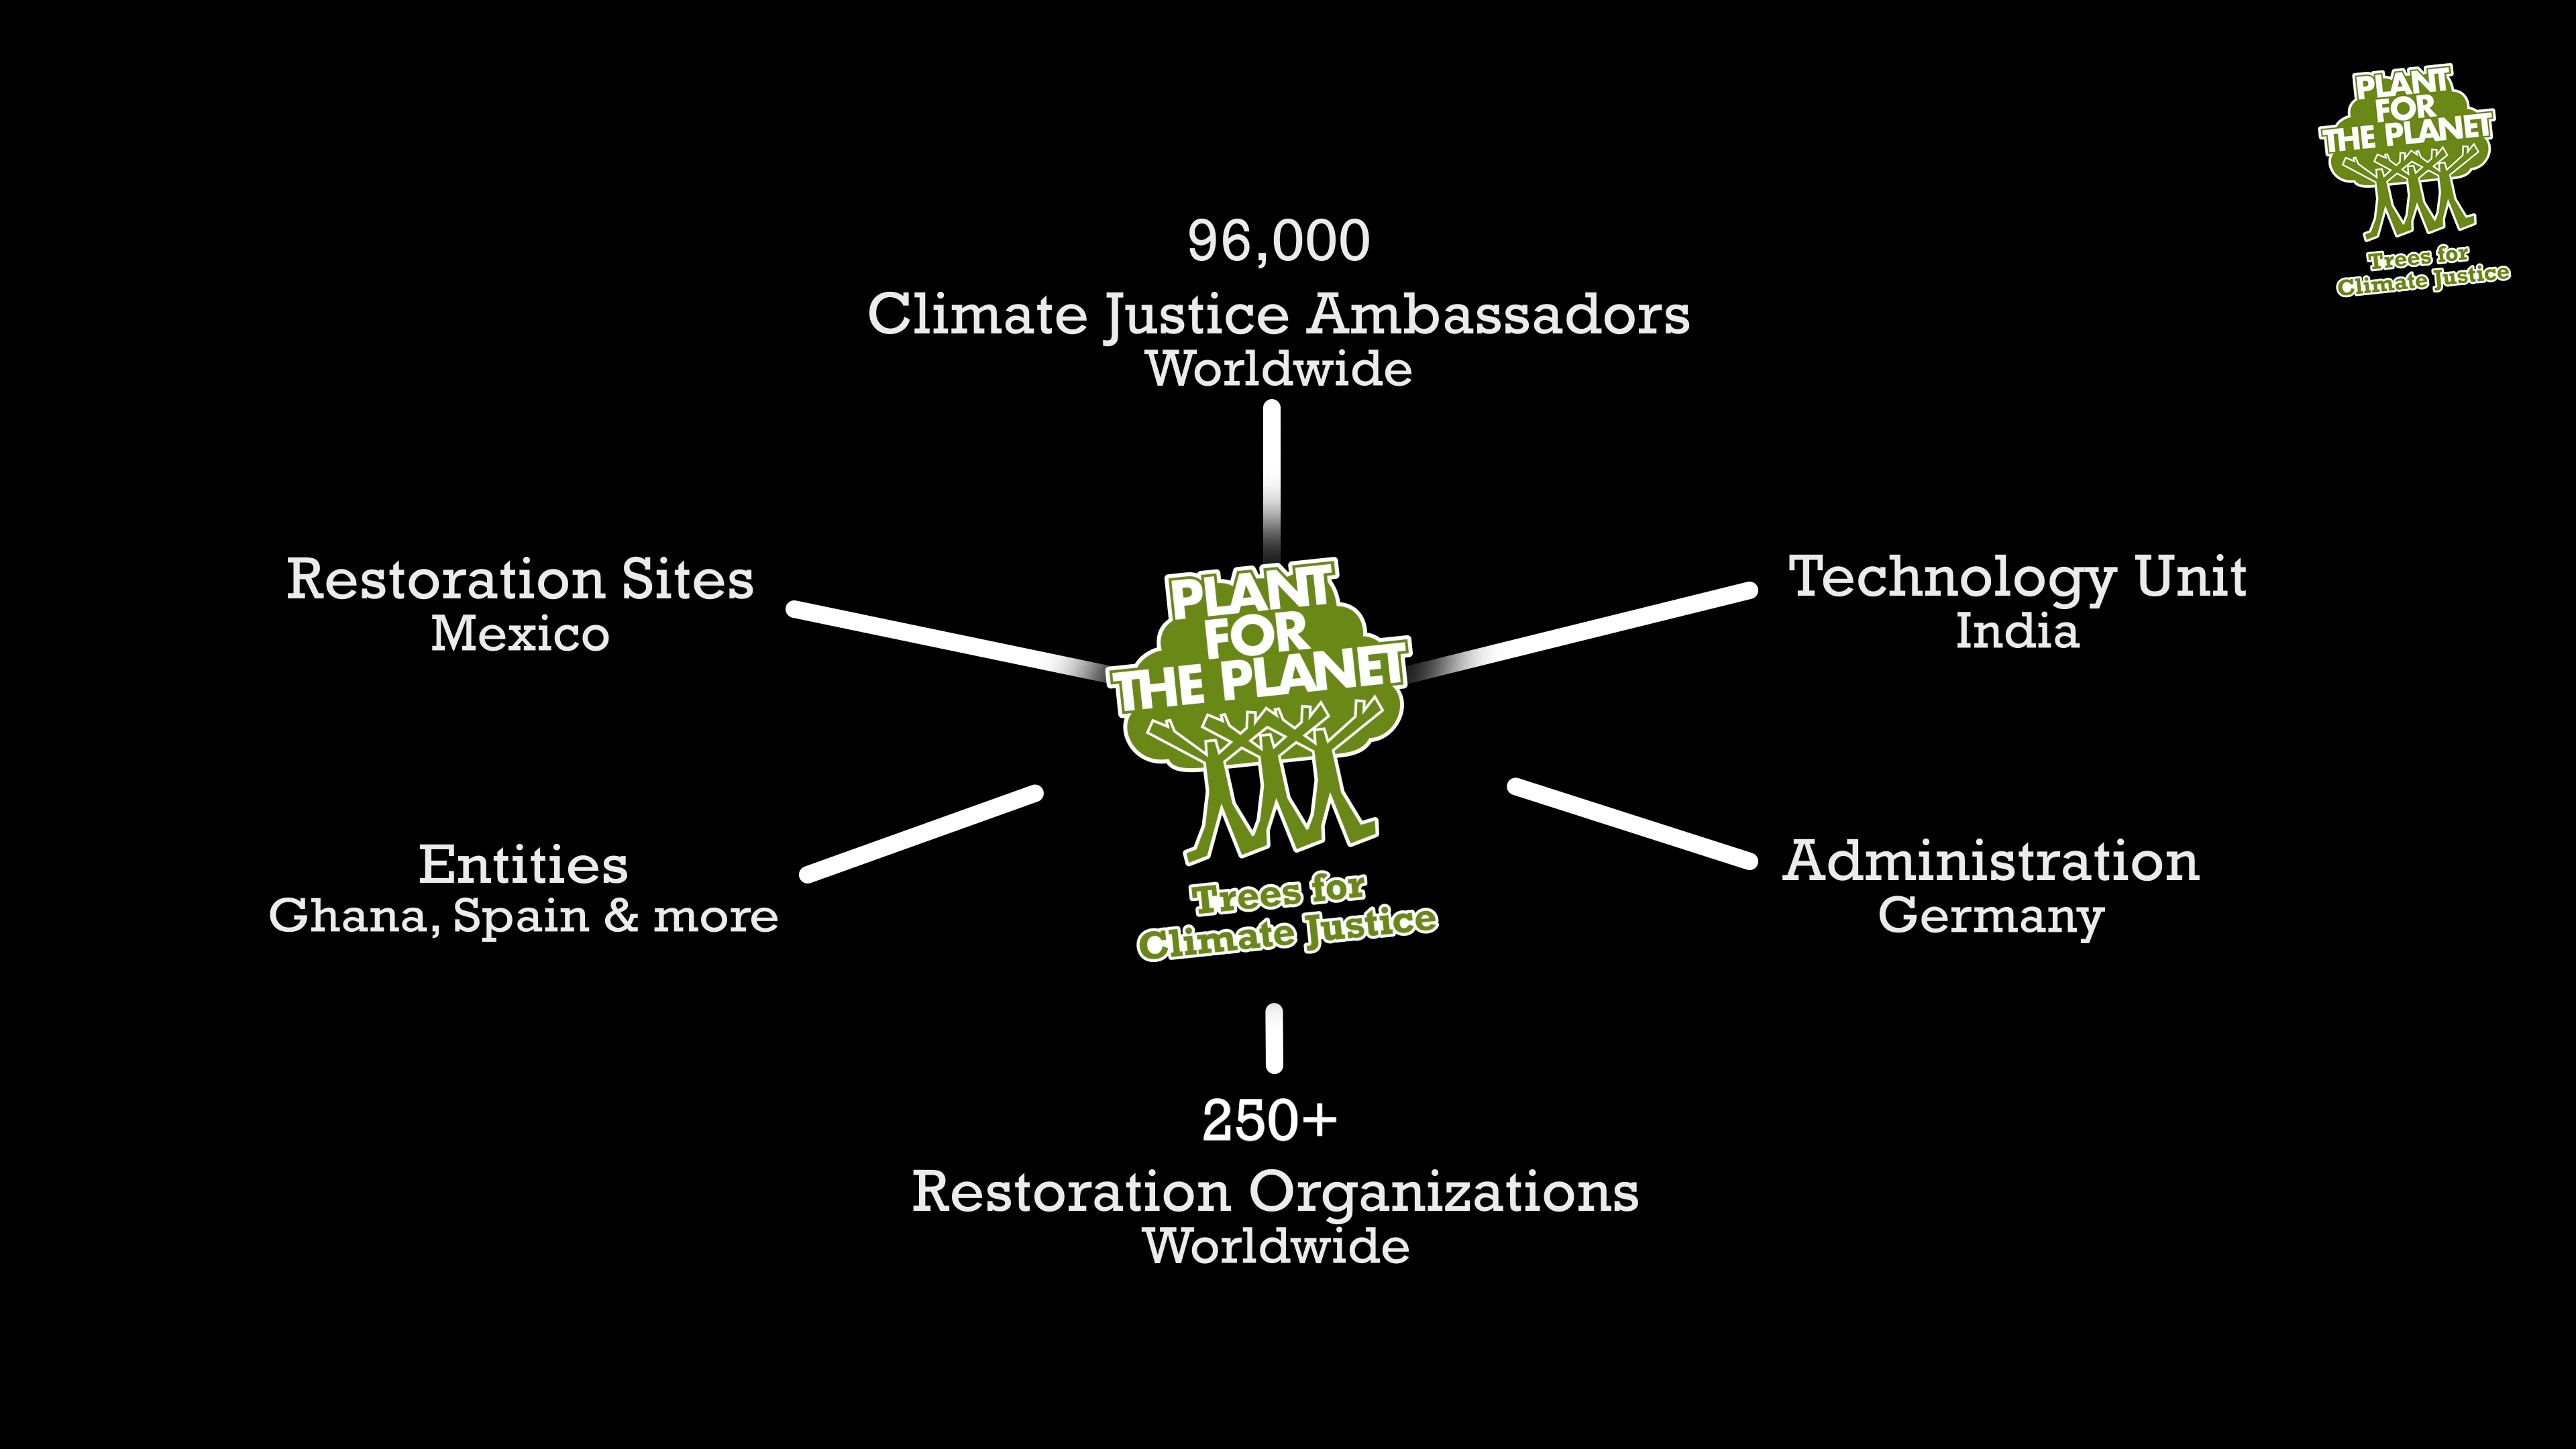 PLANT
FOR
THE PLANET
Trees for
Climate Justice
96,000
Climate Justice Ambassadors
Worldwide
Restoration Sites
Mexico
Technology Unit
India
PLANT
FOR
THE PLANET
Trees for
Climate Justice
Entities
Ghana, Spain & more
Administration
Germany
250+
Restoration Organizations
Worldwide